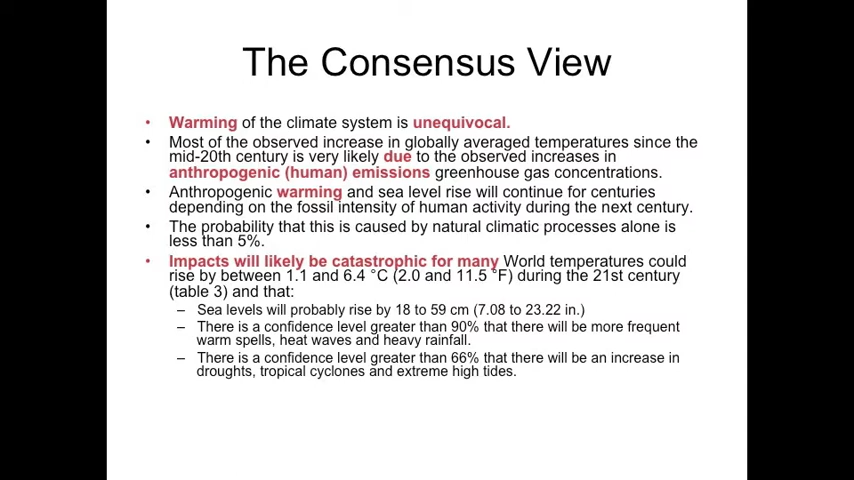 The Consensus View
• Warming of the climate system is unequivocal.
• Most of the observed increase in globally averaged temperatures since the
mid-20th century is very likely due to the observed increases in
anthropogenic (human) emissions greenhouse gas concentrations.
• Anthropogenic warming and sea level rise will continue for centuries
depending on the fossil intensity of human activity during the next century.
• The probability that this is caused by natural climatic processes alone is
less than 5%.
• Impacts will likely be catastrophic for many World temperatures could
rise by between 1.1 and 6.4 °C (2.0 and 11.5 °F) during the 21st century
(table 3) and that:
– Sea levels will probably rise by 18 to 59 cm (7.08 to 23.22 in.)
– There is a confidence level greater than 90% that there will be more frequent
warm spells, heat waves and heavy rainfall.
– There is a confidence level greater than 66% that there will be an increase in
droughts, tropical cyclones and extreme high tides.